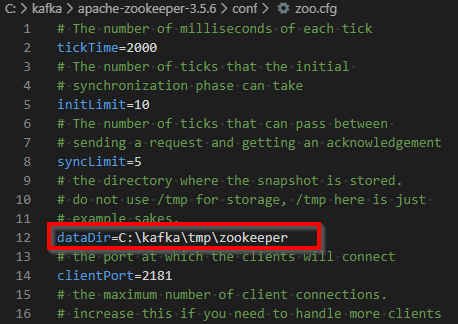 C: > kafka > apache-zookeeper-3.5.6 > conf > zoo.cfg
1 # The number of milliseconds of each tick
2 tickTime=2000
3 # The number of ticks that the initial
4 # synchronization phase can take
5 initLimit=10
6 # The number of ticks that can pass between
7 # sending a request and getting an acknowledgement
8 syncLimit=5
9 # the directory where the snapshot is stored.
10 # do not use /tmp for storage, /tmp here is just
11 # example sakes.
12 dataDir=C:\kafka\tmp\zookeeper
13 # the port at which the clients will connect
14 clientPort=2181
15 # the maximum number of client connections.
16 # increase this if you need to handle more clients